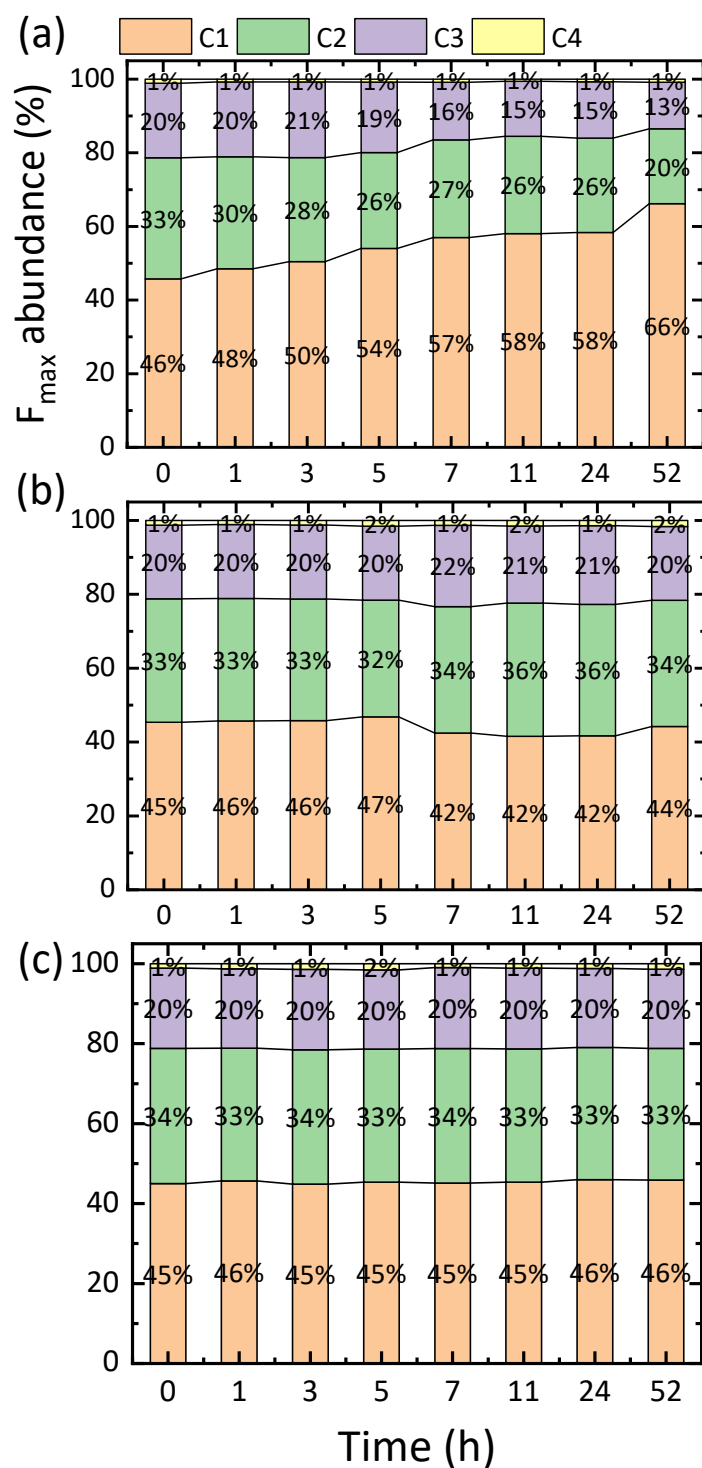 (a) C1 C2 C3 C4
F_max abundance (%)
100
80
60
40
20
0
1% 1% 1% 1% 1% 1% 1% 1%
20% 20% 21% 19% 16% 15% 15% 13%
33% 30% 28% 26% 27% 26% 26% 20%
46% 48% 50% 54% 57% 58% 58% 66%
0 1 3 5 7 11 24 52
(b)
100
80
60
40
20
0
1% 1% 1% 2% 1% 2% 1% 2%
20% 20% 20% 20% 22% 21% 21% 20%
33% 33% 33% 32% 34% 36% 36% 34%
45% 46% 46% 47% 42% 42% 42% 44%
0 1 3 5 7 11 24 52
(c)
100
80
60
40
20
0
1% 1% 1% 2% 1% 1% 1% 1%
20% 20% 20% 20% 20% 20% 20% 20%
34% 33% 34% 33% 34% 33% 33% 33%
45% 46% 45% 45% 45% 45% 46% 46%
0 1 3 5 7 11 24 52
Time (h)